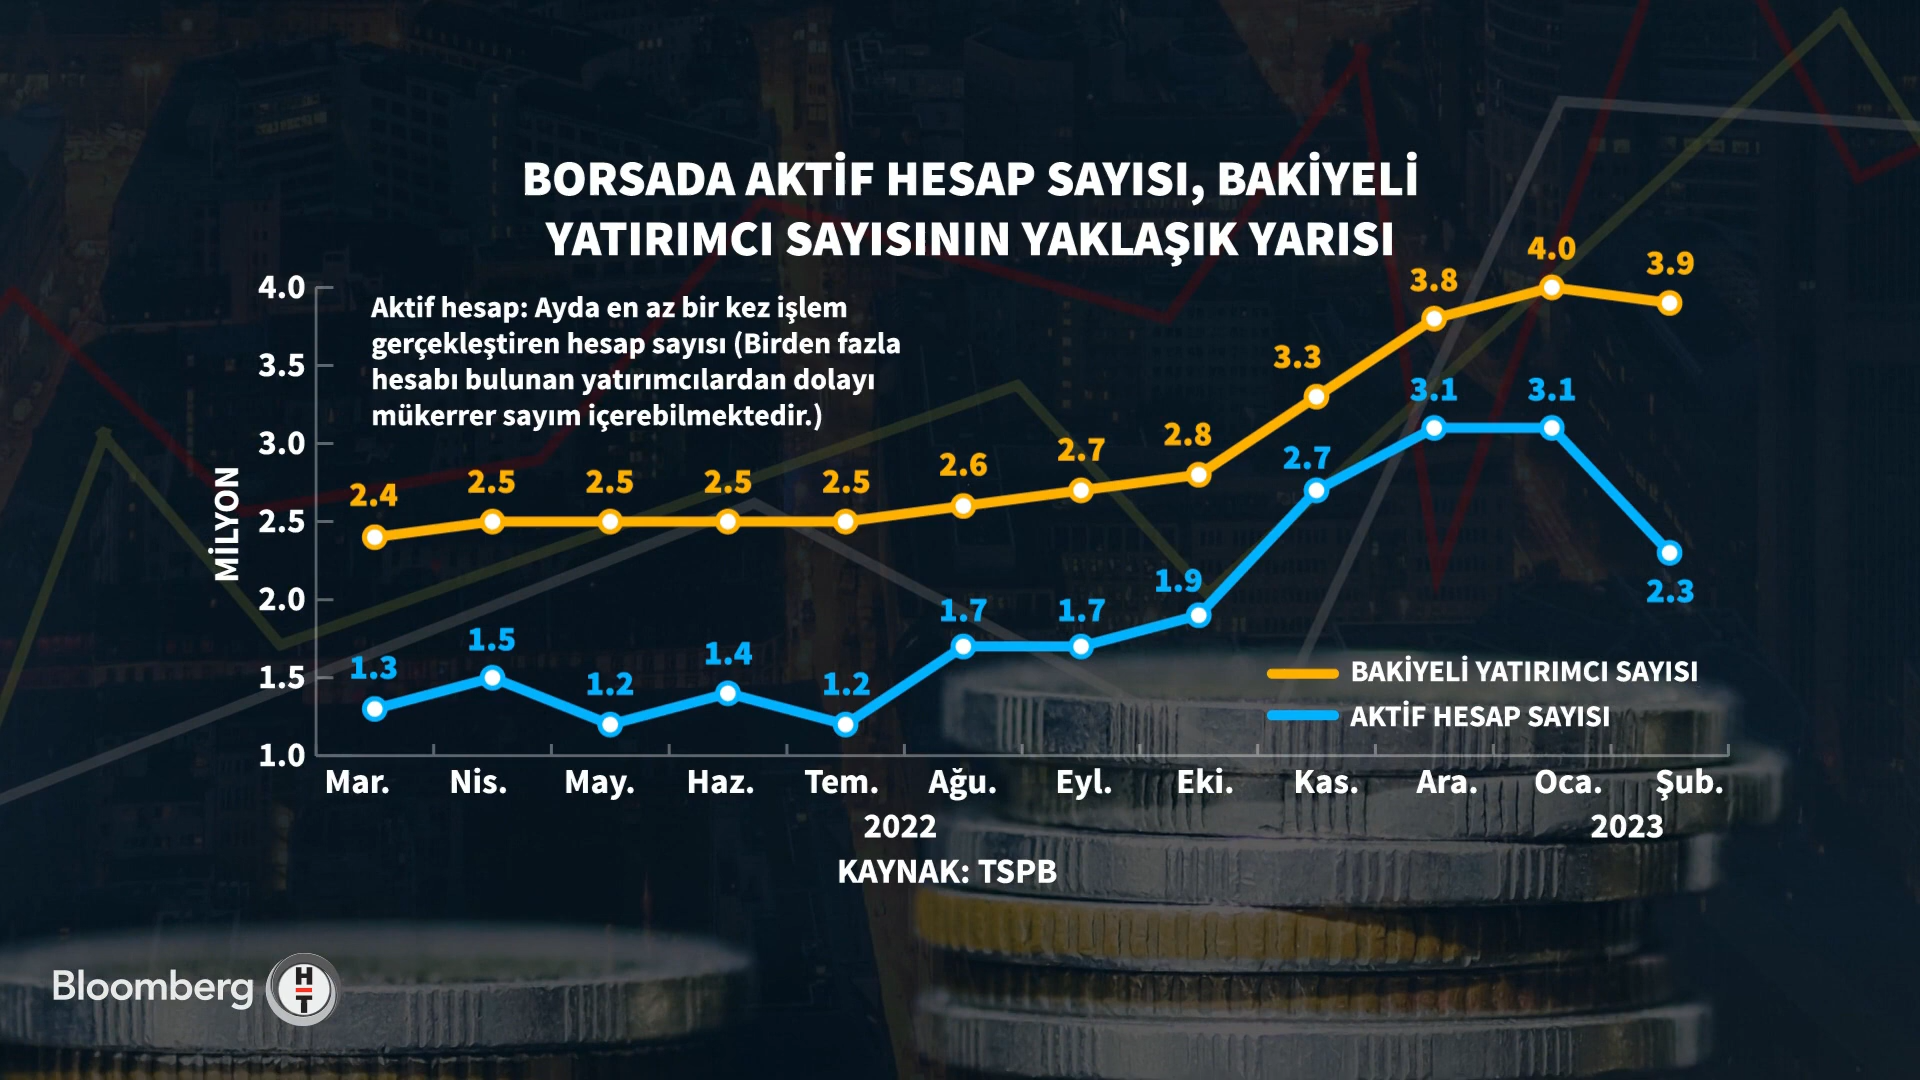 BORSADA AKTİF HESAP SAYISI, BAKİYELİ
YATIRIMCI SAYISININ YAKLAŞIK YARISI
Aktif hesap: Ayda en az bir kez işlem
gerçekleştiren hesap sayısı (Birden fazla
hesabı bulunan yatırımcılardan dolayı
mükerrer sayım içerebilmektedir.)
MİLYON
4.0
3.5
3.0
2.5
2.0
1.5
1.0
2.4 2.5 2.5 2.5 2.5 2.6 2.7 2.8 3.3 3.8 4.0 3.9
1.3 1.5 1.2 1.4 1.2 1.7 1.7 1.9 2.7 3.1 3.1 2.3
BAKİYELİ YATIRIMCI SAYISI
AKTİF HESAP SAYISI
Mar. Nis. May. Haz. Tem. Ağu. Eyl. Eki. Kas. Ara. Oca. Şub.
2022 2023
KAYNAK: TSPB
Bloomberg HT